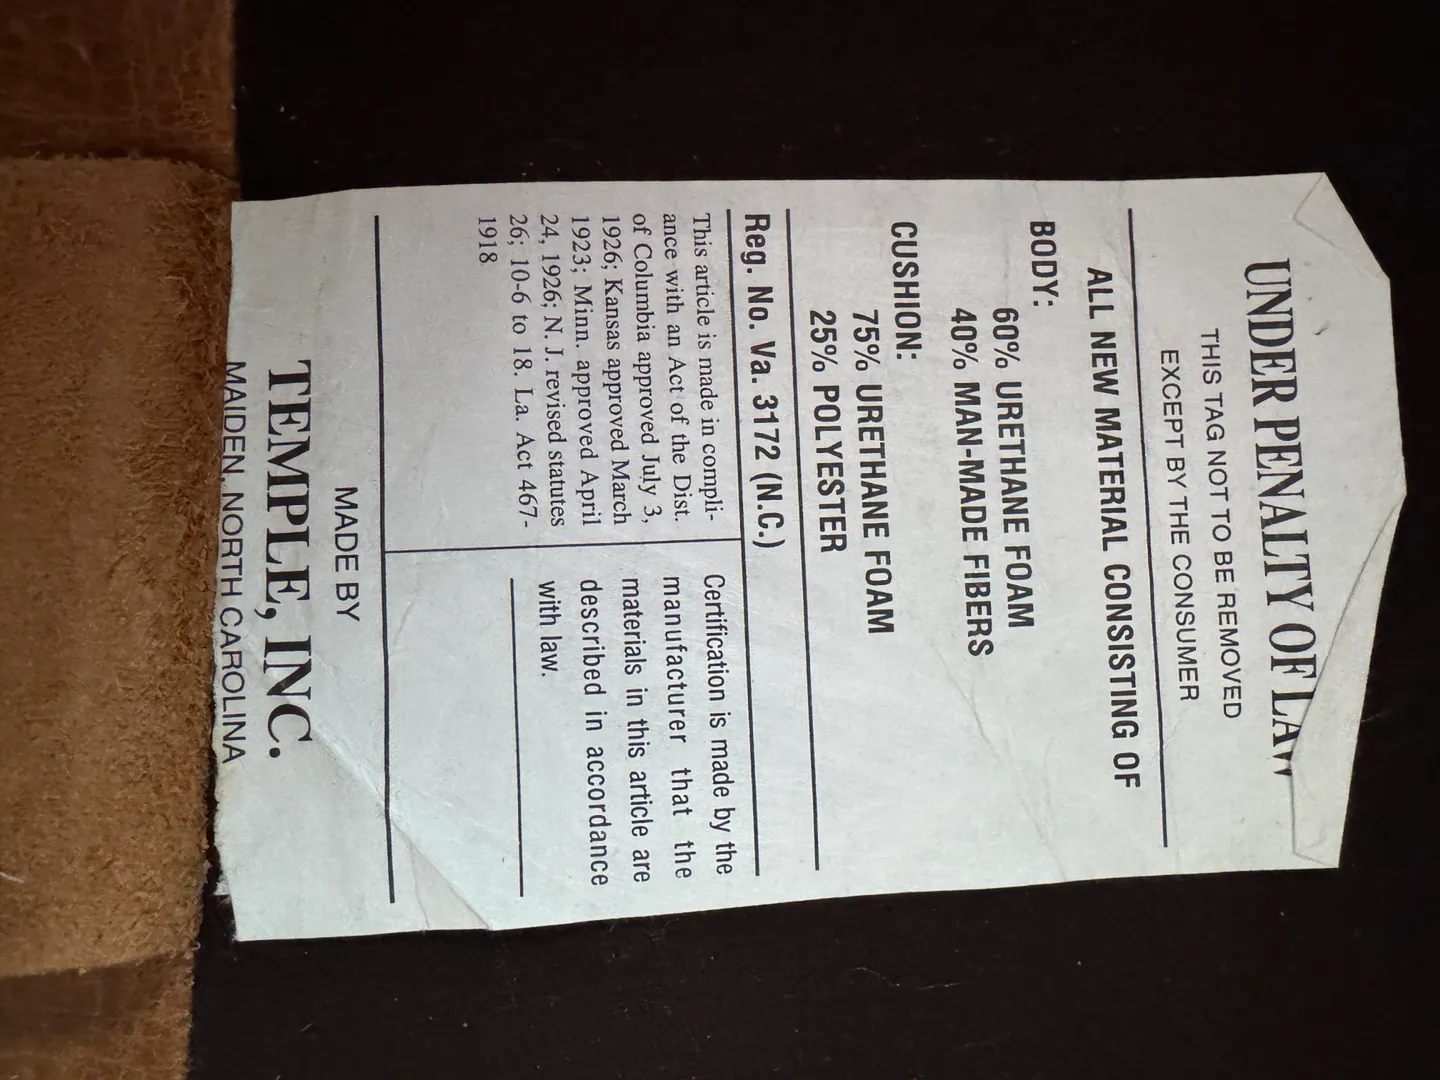 UNDER PENALTY OF LAW
THIS TAG NOT TO BE REMOVED
EXCEPT BY THE CONSUMER
ALL NEW MATERIAL CONSISTING OF
BODY:
60% URETHANE FOAM
40% MAN-MADE FIBERS
CUSHION:
75% URETHANE FOAM
25% POLYESTER
Reg. No. Va. 3172 (N.C.)
This article is made in compli-
ance with an Act of the Dist.
of Columbia approved July 3,
1926; Kansas approved March
1923; Minn. approved April
24, 1926; N. J. revised statutes
26; 10-6 to 18. La. Act 467-
1918
Certification is made by the
manufacturer that the
materials in this article are
described in accordance
with law.
MADE BY
TEMPLE, INC.
MAIDEN, NORTH CAROLINA